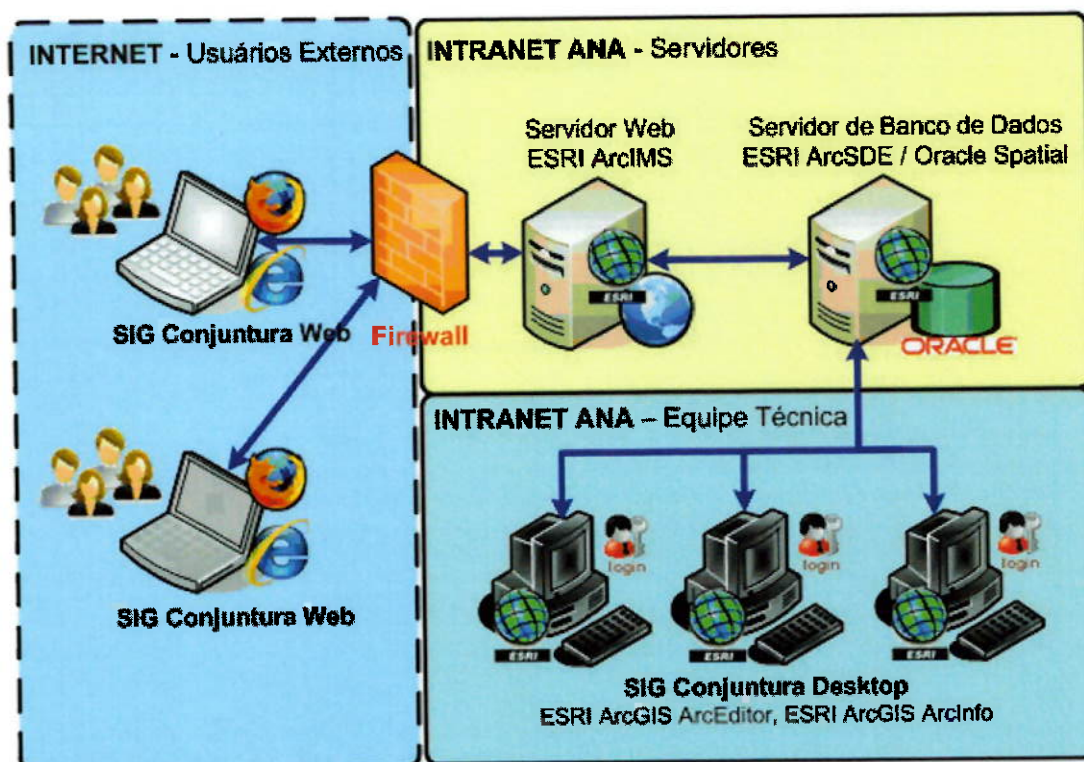 INTERNET - Usuários Externos
SIG Conjuntura Web
SIG Conjuntura Web
Firewall
INTRANET ANA - Servidores
Servidor Web
ESRI ArcIMS
ESRI
Servidor de Banco de Dados
ESRI ArcSDE / Oracle Spatial
ESRI
ORACLE
INTRANET ANA – Equipe Técnica
login
login
login
ESRI
ESRI
ESRI
SIG Conjuntura Desktop
ESRI ArcGIS ArcEditor, ESRI ArcGIS ArcInfo